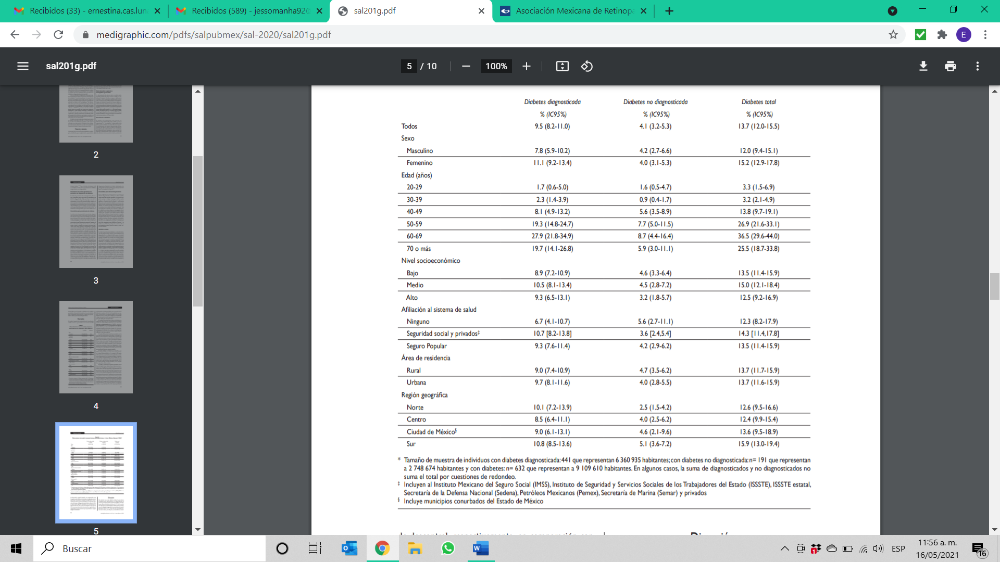 Recibidos (33) - ernestina.cas.lun
Recibidos (589) - jessomanha92@
sal201g.pdf
Asociación Mexicana de Retinopa
medigraphic.com/pdfs/salpubmex/sal-2020/sal201g.pdf
E
sal201g.pdf
5 / 10
100%
2
3
4
5
Diabetes diagnosticada Diabetes no diagnosticada Diabetes total
% (IC95%) % (IC95%) % (IC95%)
Todos 9.5 (8.2-11.0) 4.1 (3.2-5.3) 13.7 (12.0-15.5)
Sexo
Masculino 7.8 (5.9-10.2) 4.2 (2.7-6.6) 12.0 (9.4-15.1)
Femenino 11.1 (9.2-13.4) 4.0 (3.1-5.3) 15.2 (12.9-17.8)
Edad (años)
20-29 1.7 (0.6-5.0) 1.6 (0.5-4.7) 3.3 (1.5-6.9)
30-39 2.3 (1.4-3.9) 0.9 (0.4-1.7) 3.2 (2.1-4.9)
40-49 8.1 (4.9-13.2) 5.6 (3.5-8.9) 13.8 (9.7-19.1)
50-59 19.3 (14.8-24.7) 7.7 (5.0-11.5) 26.9 (21.6-33.1)
60-69 27.9 (21.8-34.9) 8.7 (4.4-16.4) 36.5 (29.6-44.0)
70 o más 19.7 (14.1-26.8) 5.9 (3.0-11.1) 25.5 (18.7-33.8)
Nivel socioeconómico
Bajo 8.9 (7.2-10.9) 4.6 (3.3-6.4) 13.5 (11.4-15.9)
Medio 10.5 (8.1-13.4) 4.5 (2.8-7.2) 15.0 (12.1-18.4)
Alto 9.3 (6.5-13.1) 3.2 (1.8-5.7) 12.5 (9.2-16.9)
Afiliación al sistema de salud
Ninguno 6.7 (4.1-10.7) 5.6 (2.7-11.1) 12.3 (8.2-17.9)
Seguridad social y privados‡ 10.7 [8.2-13.8] 3.6 [2.4,5.4] 14.3 [11.4,17.8]
Seguro Popular 9.3 (7.6-11.4) 4.2 (2.9-6.2) 13.5 (11.4-15.9)
Área de residencia
Rural 9.0 (7.4-10.9) 4.7 (3.5-6.2) 13.7 (11.7-15.9)
Urbana 9.7 (8.1-11.6) 4.0 (2.8-5.5) 13.7 (11.6-15.9)
Región geográfica
Norte 10.1 (7.2-13.9) 2.5 (1.5-4.2) 12.6 (9.5-16.6)
Centro 8.5 (6.4-11.1) 4.0 (2.5-6.2) 12.4 (9.9-15.4)
Ciudad de México§ 9.0 (6.1-13.1) 4.6 (2.1-9.6) 13.6 (9.5-18.9)
Sur 10.8 (8.5-13.6) 5.1 (3.6-7.2) 15.9 (13.0-19.4)
* Tamaño de muestra de individuos con diabetes diagnosticada: 441 que representan 6 360 935 habitantes; con diabetes no diagnosticada: n= 191 que representan
a 2 748 674 habitantes y con diabetes: n= 632 que representan a 9 109 610 habitantes. En algunos casos, la suma de diagnosticados y no diagnosticados no
suma el total por cuestiones de redondeo.
‡ Incluyen al Instituto Mexicano del Seguro Social (IMSS), Instituto de Seguridad y Servicios Sociales de los Trabajadores del Estado (ISSSTE), ISSSTE estatal,
Secretaría de la Defensa Nacional (Sedena), Petróleos Mexicanos (Pemex), Secretaría de Marina (Semar) y privados
§ Incluye municipios conurbados del Estado de México
Buscar
1
ESP
11:56 a. m.
16/05/2021
16